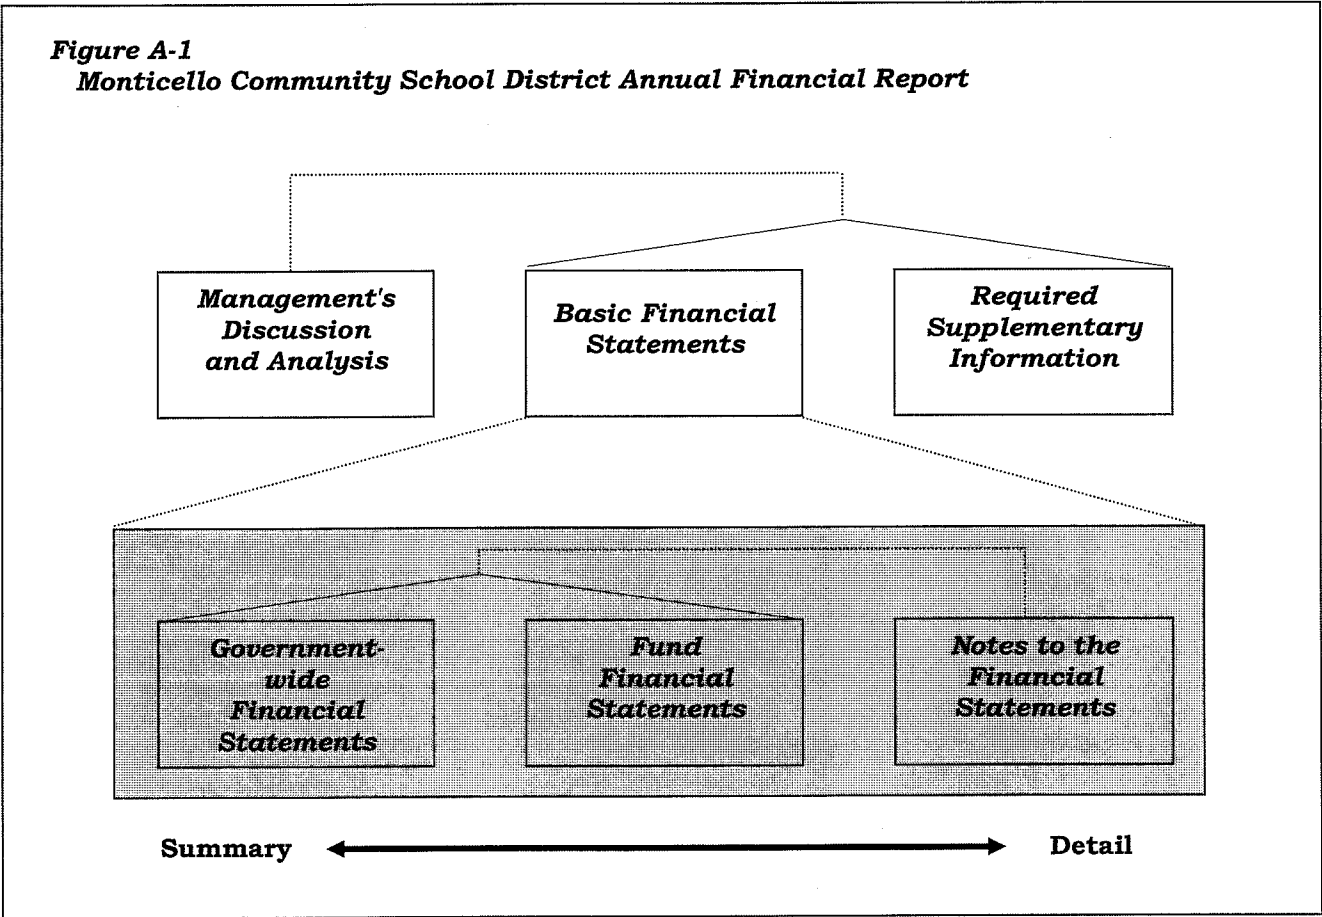 Figure A-1
Monticello Community School District Annual Financial Report
Management's
Discussion
and Analysis
Basic Financial
Statements
Required
Supplementary
Information
Government-
wide
Financial
Statements
Fund
Financial
Statements
Notes to the
Financial
Statements
Summary
Detail